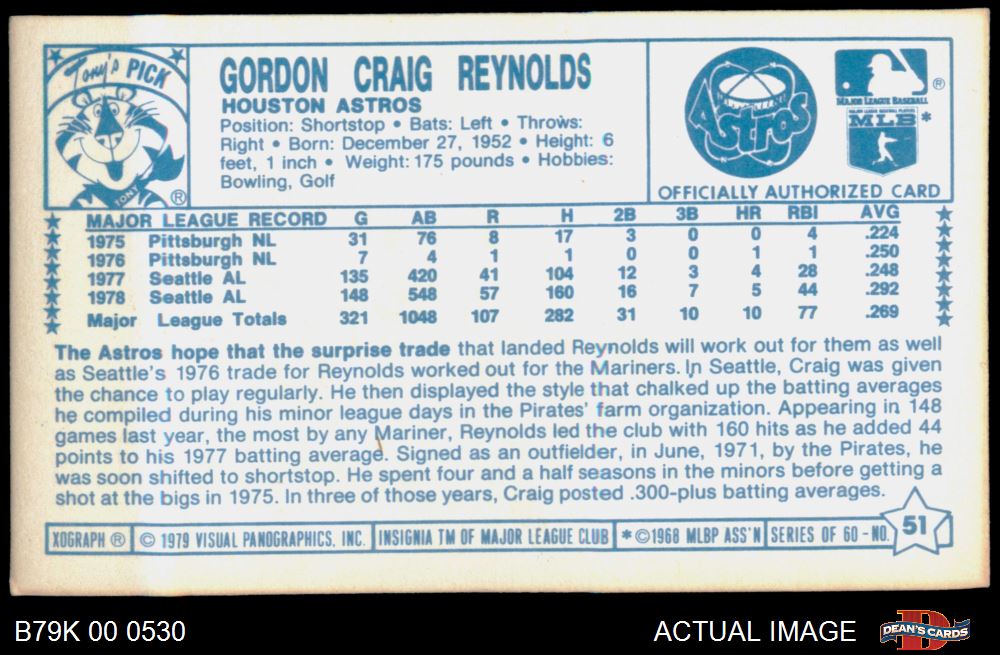 Tony's PICK
TONY ®
GORDON CRAIG REYNOLDS
HOUSTON ASTROS
Position: Shortstop • Bats: Left • Throws:
Right • Born: December 27, 1952 • Height: 6
feet, 1 inch • Weight: 175 pounds • Hobbies:
Bowling, Golf
Astros
®
MAJOR LEAGUE BASEBALL
MAJOR LEAGUE BASEBALL PLAYERS
MLB *
OFFICIALLY AUTHORIZED CARD
MAJOR LEAGUE RECORD G AB R H 2B 3B HR RBI AVG
1975 Pittsburgh NL 31 76 8 17 3 0 0 4 .224
1976 Pittsburgh NL 7 4 1 1 0 0 1 1 .250
1977 Seattle AL 135 420 41 104 12 3 4 28 .248
1978 Seattle AL 148 548 57 160 16 7 5 44 .292
Major League Totals 321 1048 107 282 31 10 10 77 .269
The Astros hope that the surprise trade that landed Reynolds will work out for them as well
as Seattle's 1976 trade for Reynolds worked out for the Mariners. In Seattle, Craig was given
the chance to play regularly. He then displayed the style that chalked up the batting averages
he compiled during his minor league days in the Pirates' farm organization. Appearing in 148
games last year, the most by any Mariner, Reynolds led the club with 160 hits as he added 44
points to his 1977 batting average. Signed as an outfielder, in June, 1971, by the Pirates, he
was soon shifted to shortstop. He spent four and a half seasons in the minors before getting a
shot at the bigs in 1975. In three of those years, Craig posted .300-plus batting averages.
XOGRAPH ® © 1979 VISUAL PANOGRAPHICS, INC. INSIGNIA TM OF MAJOR LEAGUE CLUB * ©1968 MLBP ASS'N SERIES OF 60 - NO. 51
B79K 00 0530
ACTUAL IMAGE
D
DEAN'S CARDS